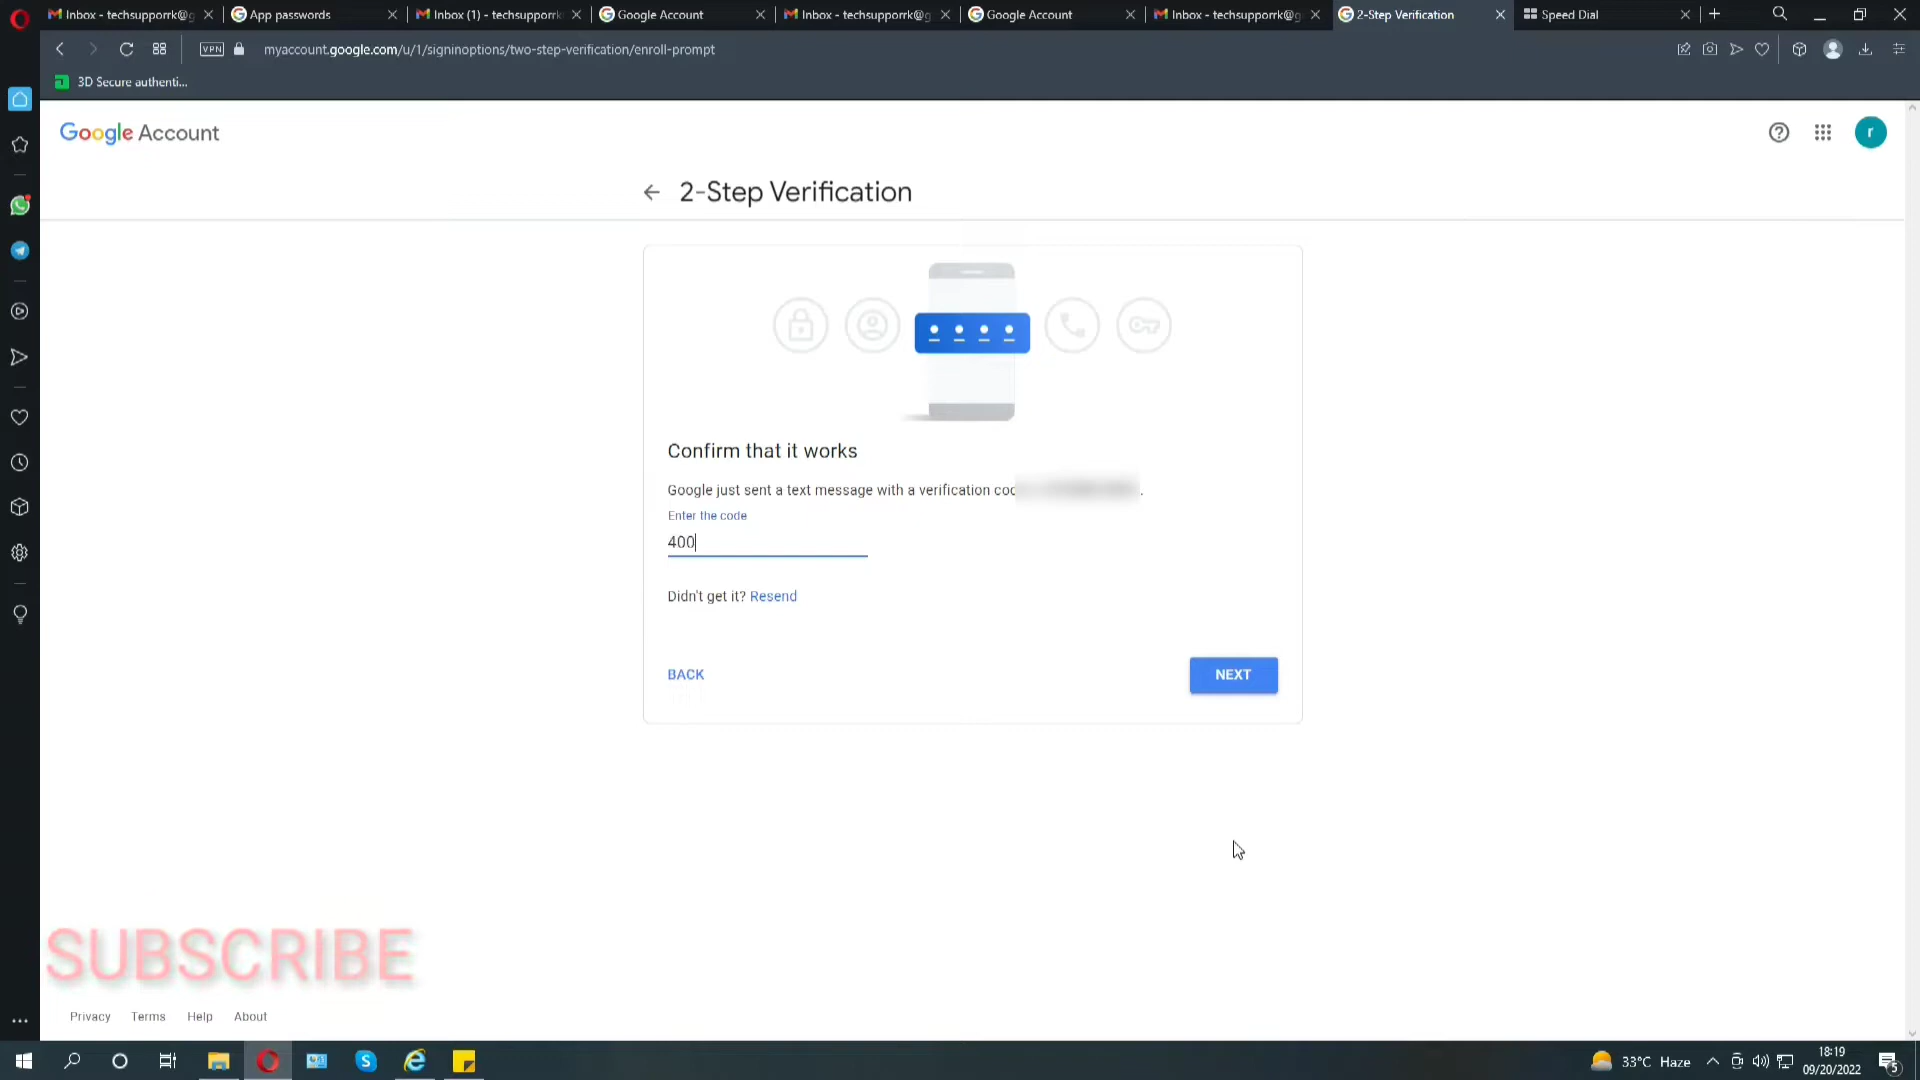 Inbox - techsupporrk@g
App passwords
Inbox (1) - techsupporrk
Google Account
Inbox - techsupporrk@g
Google Account
Inbox - techsupporrk@g
2-Step Verification
Speed Dial
VPN
myaccount.google.com/u/1/signinoptions/two-step-verification/enroll-prompt
3D Secure authenti...
Google Account
r
2-Step Verification
Confirm that it works
Google just sent a text message with a verification
Enter the code
400
Didn't get it? Resend
BACK
NEXT
SUBSCRIBE
Privacy Terms Help About
33°C Haze
18:19
09/20/2022
5